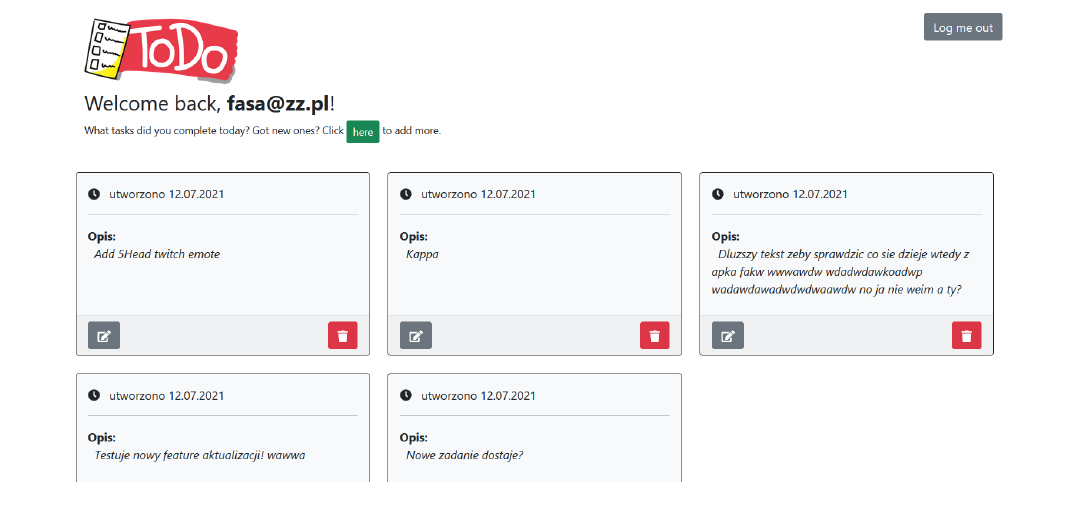 ToDo
Log me out
Welcome back, fasa@zz.pl!
What tasks did you complete today? Got new ones? Click here to add more.
utworzono 12.07.2021
Opis:
Add 5Head twitch emote
utworzono 12.07.2021
Opis:
Kappa
utworzono 12.07.2021
Opis:
Dluzszy tekst zeby sprawdzic co sie dzieje wtedy z
apka fakw wwwawdw wdadwdawkoadwp
wadawdawadwdwdwaawdw no ja nie weim a ty?
utworzono 12.07.2021
Opis:
Testuje nowy feature aktualizacji! wawwa
utworzono 12.07.2021
Opis:
Nowe zadanie dostaje?